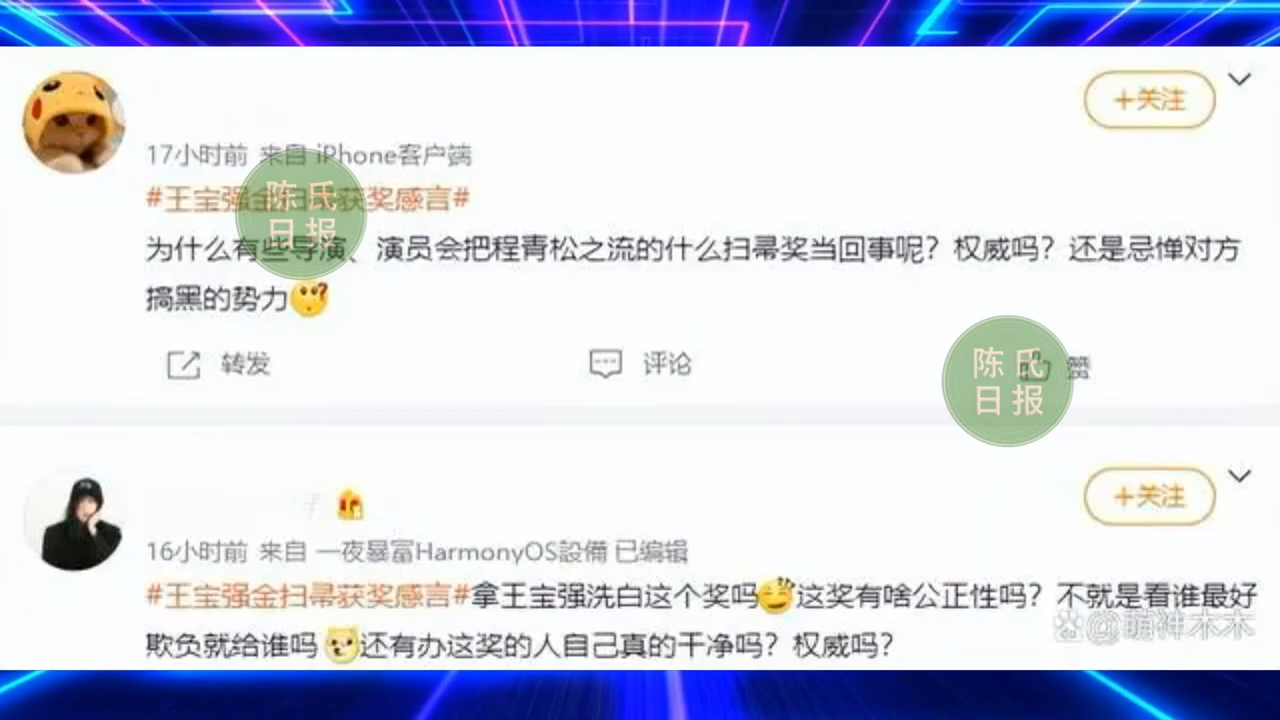 +关注
17小时前 来自 iPhone客户端
#王宝强金扫帚获奖感言#
陈氏
日报
为什么有些导演、演员会把程青松之流的什么扫帚奖当回事呢？权威吗？还是忌惮对方
搞黑的势力
转发
评论
赞
陈氏
日报
+关注
16小时前 来自 一夜暴富HarmonyOS設備 已编辑
#王宝强金扫帚获奖感言#拿王宝强洗白这个奖吗这奖有啥公正性吗？不就是看谁最好
欺负就给谁吗还有办这奖的人自己真的干净吗？权威吗？
@萌神木木